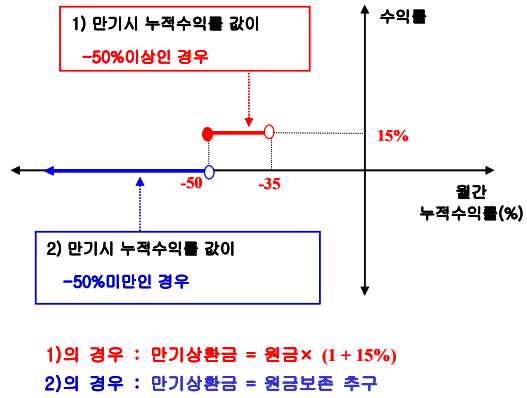 1) 만기시 누적수익률 값이
-50%이상인 경우
수익률
15%
-50
-35
월간
누적수익률(%)
2) 만기시 누적수익률 값이
-50%미만인 경우
1)의 경우 : 만기상환금 = 원금× (1 + 15%)
2)의 경우 : 만기상환금 = 원금보존 추구